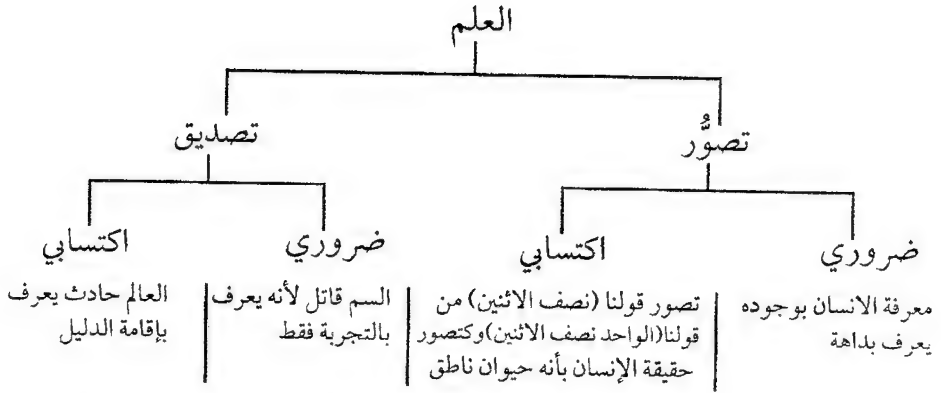 العلم
تصوُّر
تصديق
ضروري
اكتسابي
ضروري
اكتسابي
معرفة الانسان بوجوده
يعرف بداهة
تصور قولنا (نصف الاثنين) من
قولنا(الواحد نصف الاثنين)وكتصور
حقيقة الإنسان بأنه حيوان ناطق
السم قاتل لأنه يعرف
بالتجربة فقط
العالم حادث يعرف
بإقامة الدليل